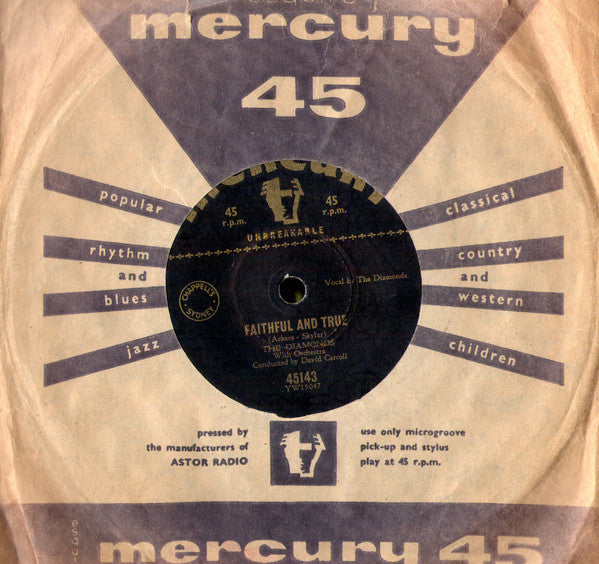 mercury
45
popular
rhythm
and
blues
jazz
classical
country
and
western
children
mercury
45
r.p.m.
45
r.p.m.
UNBREAKABLE
CHAPPELL'S
SYDNEY
Vocal by The Diamonds
FAITHFUL AND TRUE
(Ackers - Skylar)
THE DIAMONDS
With Orchestra
Conducted by David Carroll
45143
YW15047
pressed by
the manufacturers of
ASTOR RADIO
use only microgroove
pick-up and stylus
play at 45 r.p.m.
mercury 45